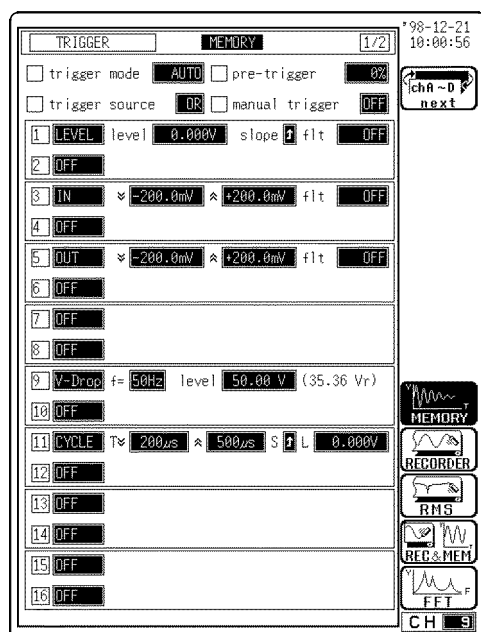 '98-12-21
10:00:56
TRIGGER MEMORY 1/2
trigger mode AUTO pre-trigger 0%
trigger source OR manual trigger OFF
chA~D
next
1 LEVEL level 0.000V slope ↑ flt OFF
2 OFF
3 IN ¥ -200.0mV ^ +200.0mV flt OFF
4 OFF
5 OUT ¥ -200.0mV ^ +200.0mV flt OFF
6 OFF
7 OFF
8 OFF
9 V-Drop f= 50Hz level 50.00 V (35.36 Vr)
10 OFF
11 CYCLE T¥ 200µs ^ 500µs S ↑ L 0.000V
12 OFF
13 OFF
14 OFF
15 OFF
16 OFF
MEMORY
RECORDER
RMS
REC&MEM
FFT
CH 9